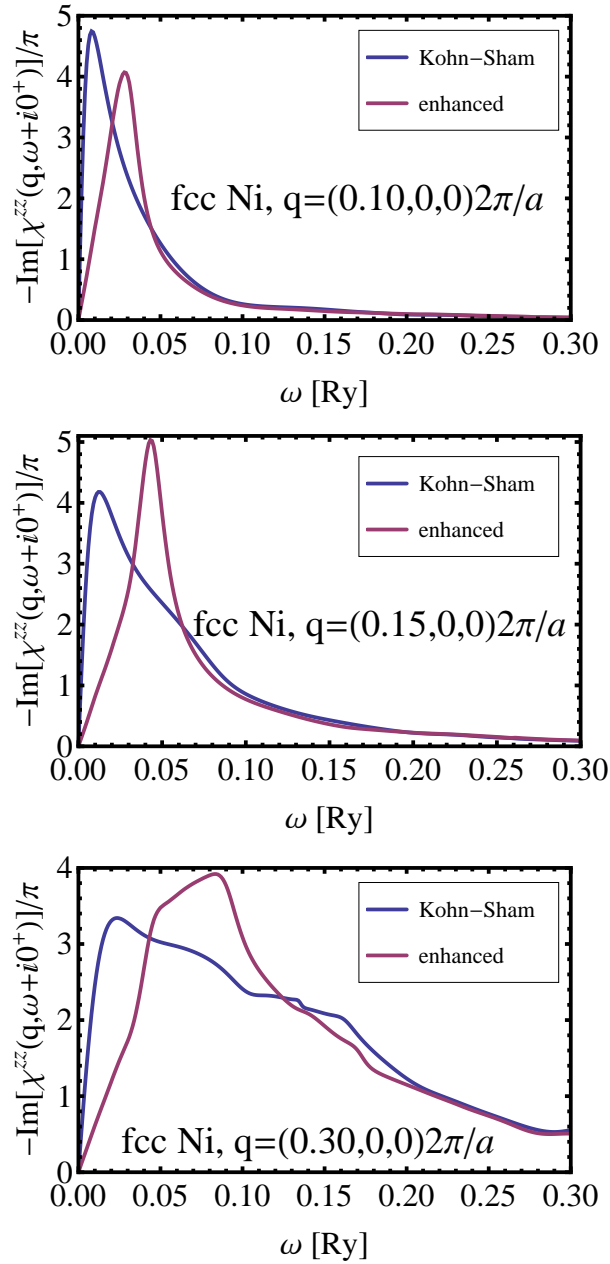 −Im[χ^zz(q,ω+i0^+)]/π
5
4
3
2
1
0
Kohn−Sham
enhanced
fcc Ni, q=(0.10,0,0)2π/a
0.00 0.05 0.10 0.15 0.20 0.25 0.30
ω [Ry]
−Im[χ^zz(q,ω+i0^+)]/π
5
4
3
2
1
0
Kohn−Sham
enhanced
fcc Ni, q=(0.15,0,0)2π/a
0.00 0.05 0.10 0.15 0.20 0.25 0.30
ω [Ry]
−Im[χ^zz(q,ω+i0^+)]/π
4
3
2
1
0
Kohn−Sham
enhanced
fcc Ni, q=(0.30,0,0)2π/a
0.00 0.05 0.10 0.15 0.20 0.25 0.30
ω [Ry]